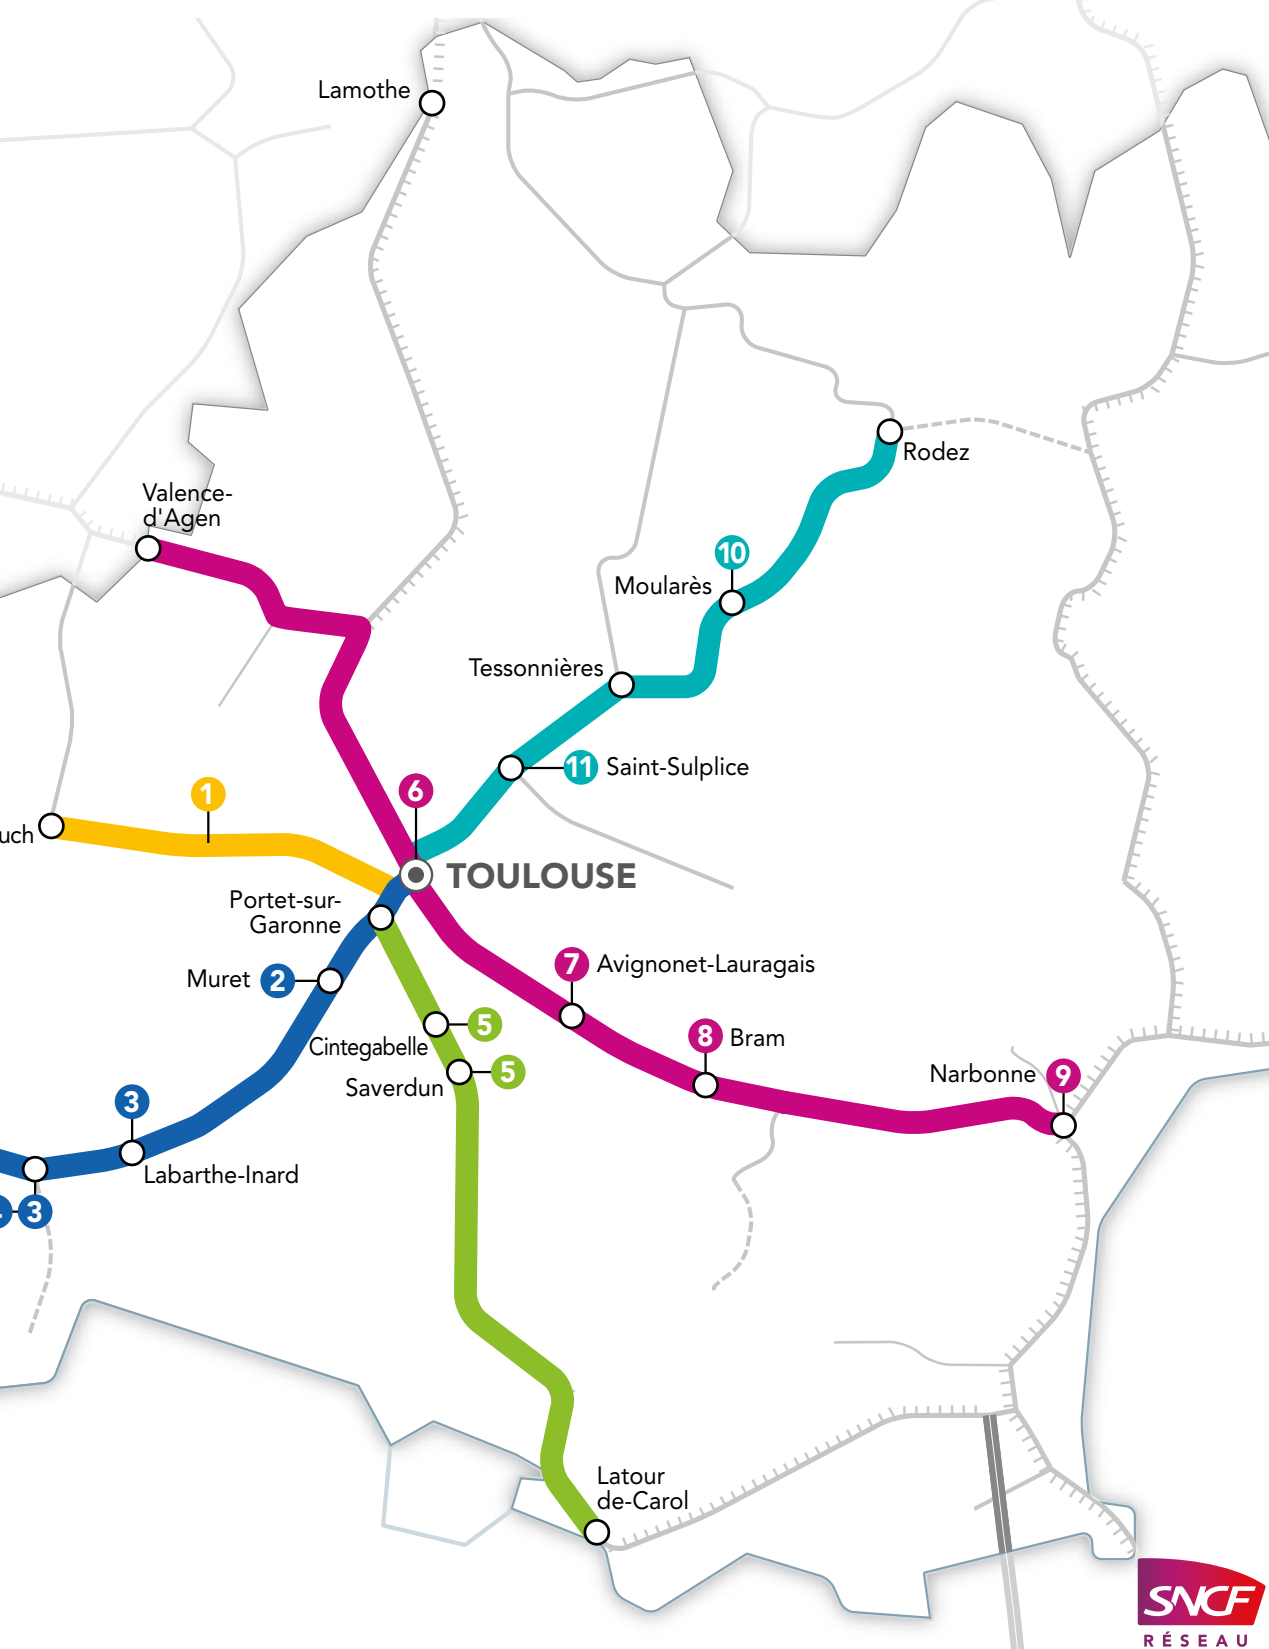 Lamothe
Valence-
d'Agen
Rodez
10
Moularès
Tessonnières
11 Saint-Sulplice
1
6
uch
TOULOUSE
Portet-sur-
Garonne
7 Avignonet-Lauragais
Muret 2
5
8 Bram
Cintegabelle
5
Saverdun
Narbonne 9
3
Labarthe-Inard
3
Latour
de-Carol
SNCF
RÉSEAU